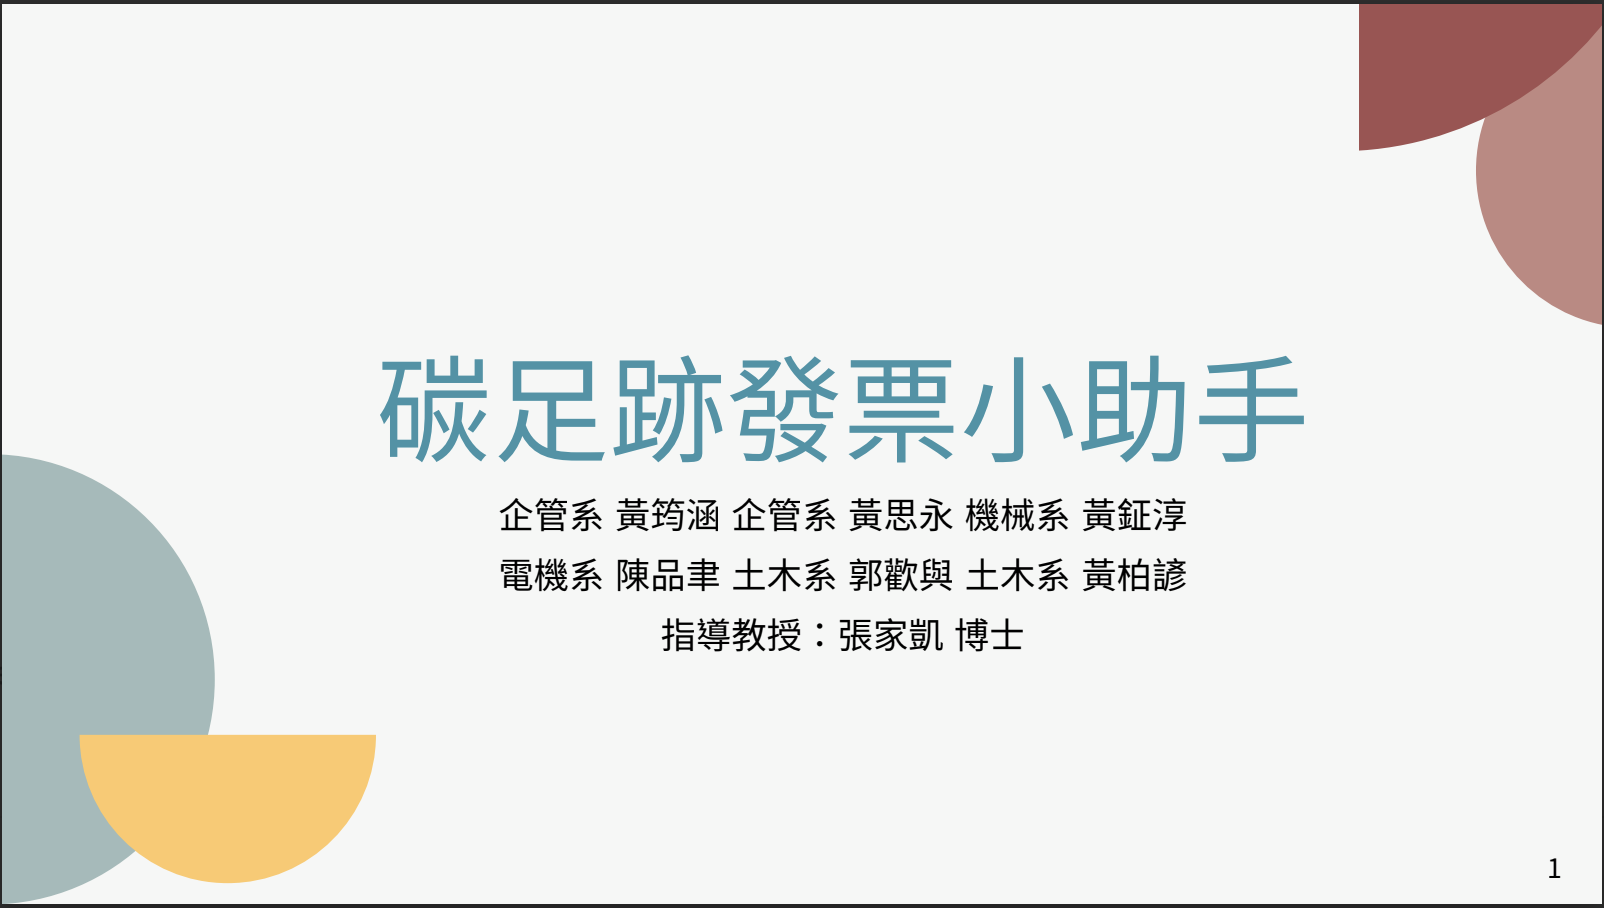 碳足跡發票小助手
企管系 黃筠涵 企管系 黃思永 機械系 黃鉦淳
電機系 陳品聿 土木系 郭歡與 土木系 黃柏諺
指導教授：張家凱 博士
1